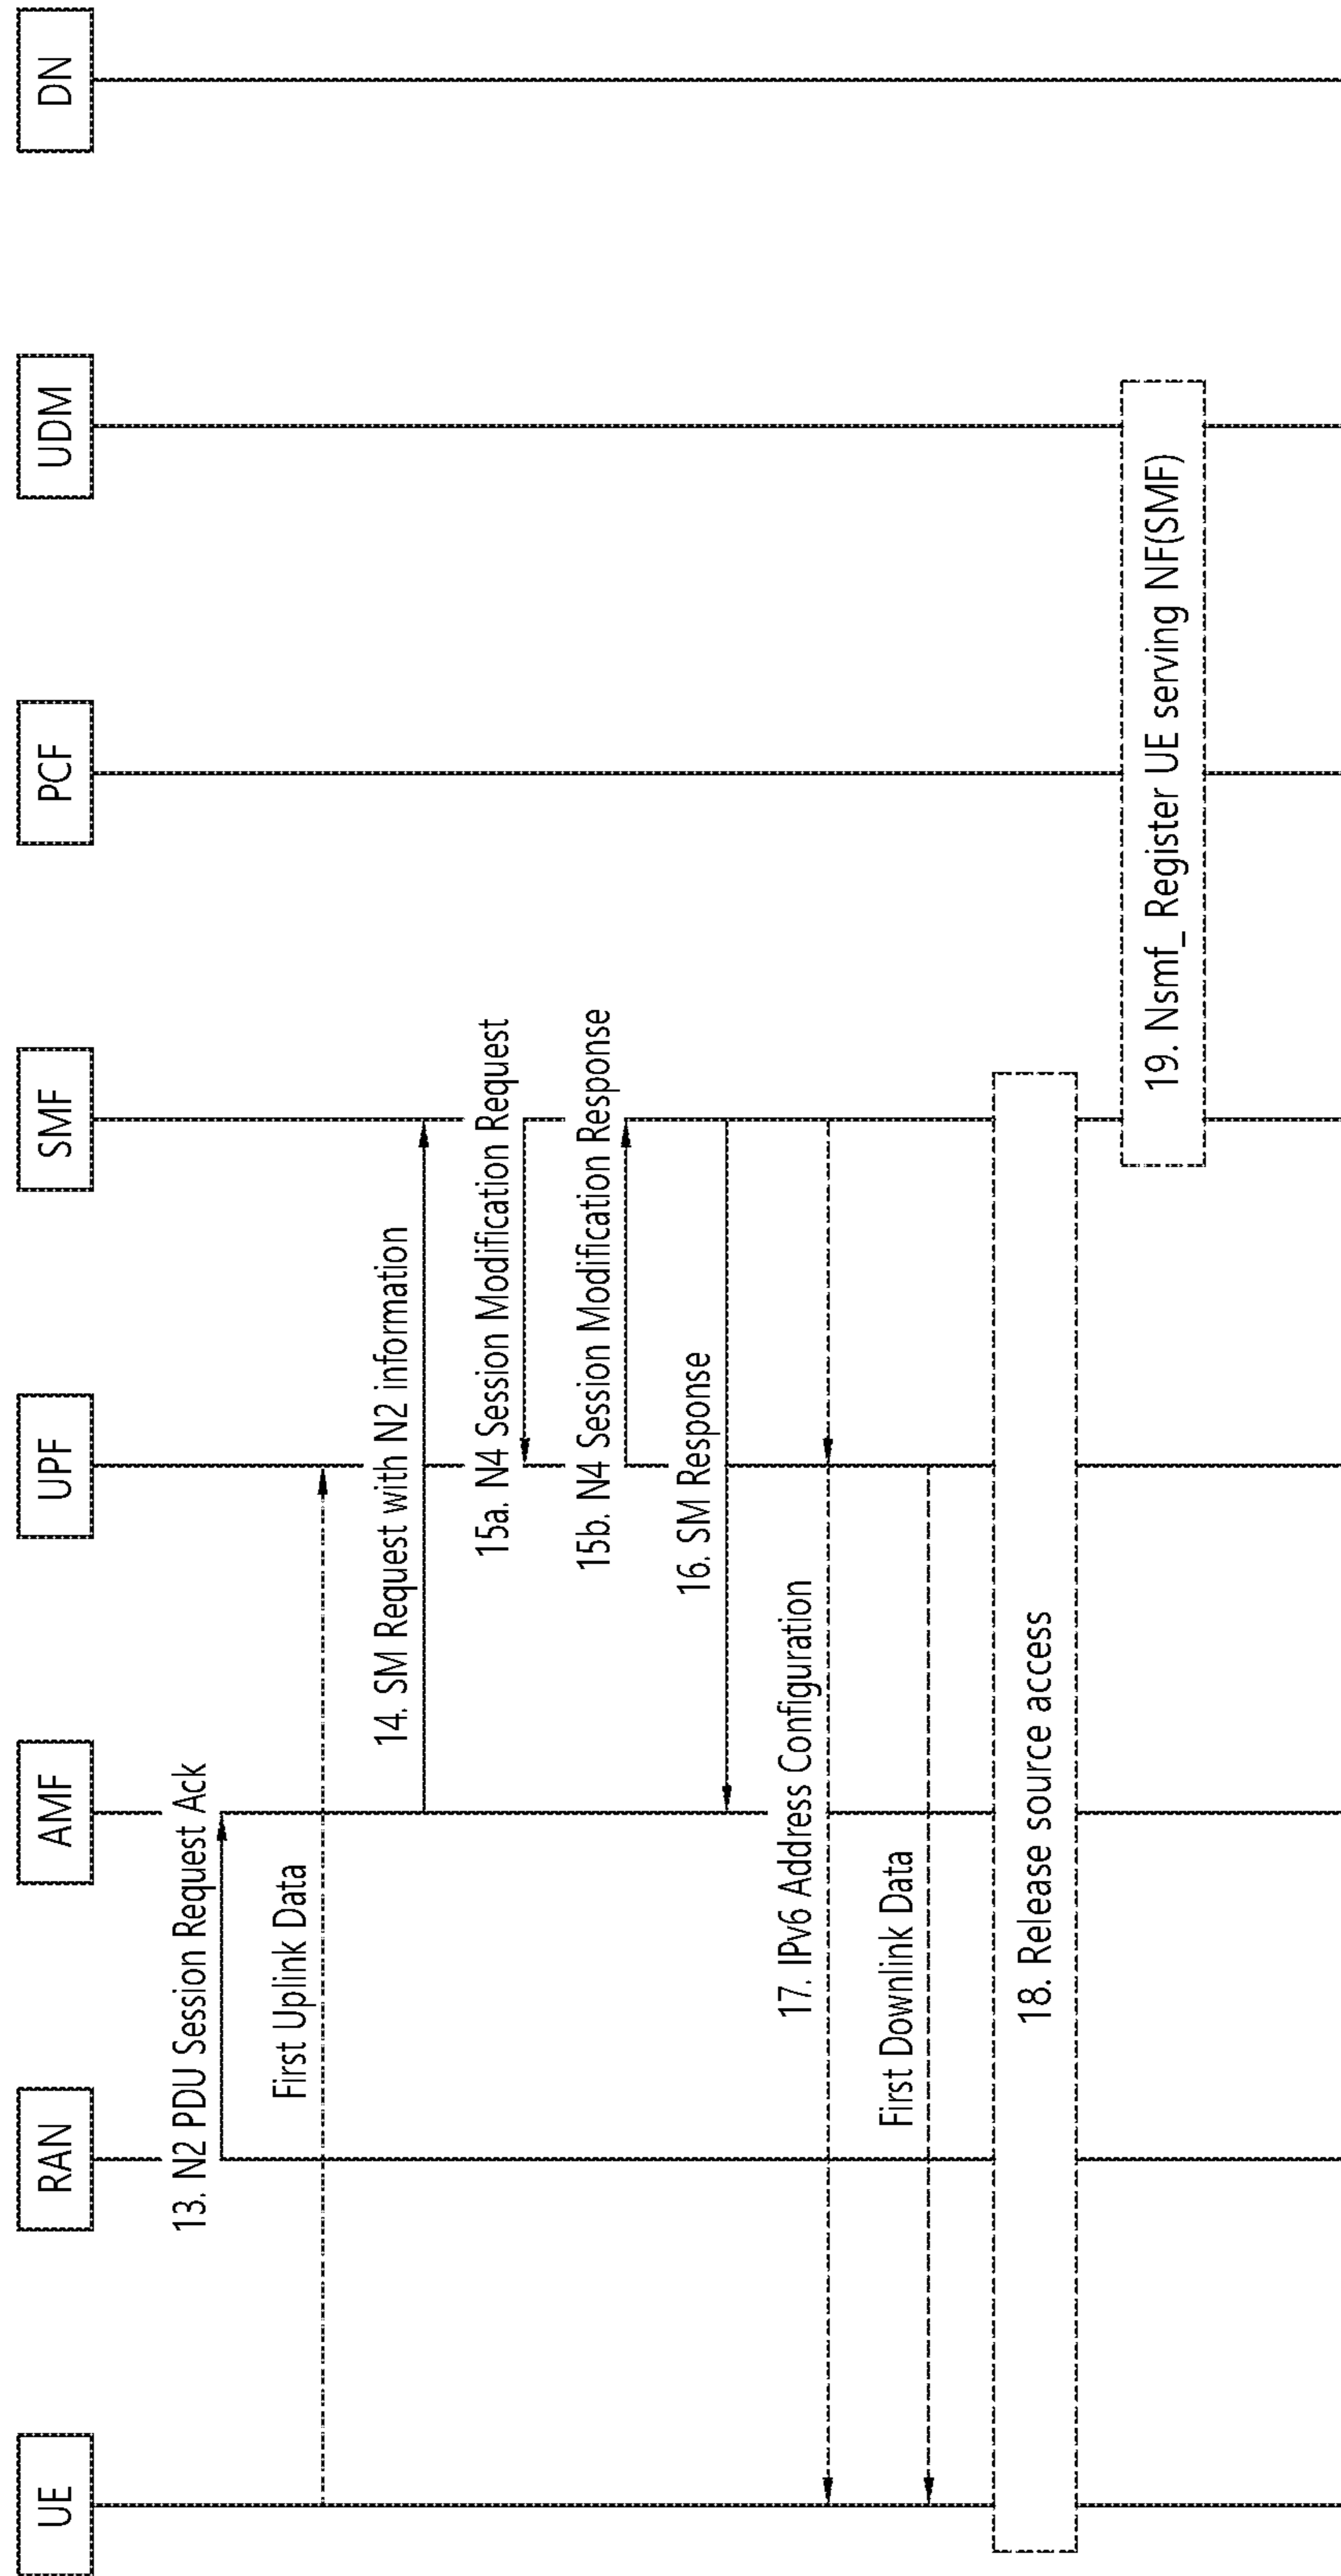 UE
RAN
AMF
UPF
SMF
PCF
UDM
DN
13. N2 PDU Session Request Ack
First Uplink Data
14. SM Request with N2 information
15a. N4 Session Modification Request
15b. N4 Session Modification Response
16. SM Response
17. IPv6 Address Configuration
First Downlink Data
18. Release source access
19. Nsmf_ Register UE serving NF(SMF)